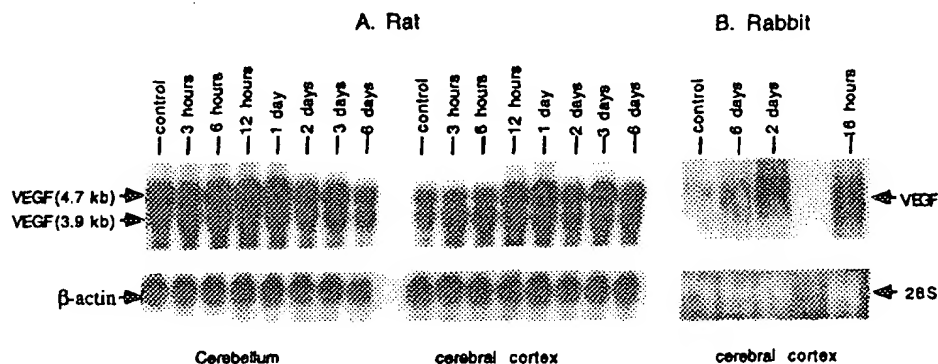 A. Rat
B. Rabbit
control
3 hours
6 hours
12 hours
1 day
2 days
3 days
6 days
control
3 hours
6 hours
12 hours
1 day
2 days
3 days
6 days
control
6 days
2 days
16 hours
VEGF(4.7 kb)
VEGF(3.9 kb)
VEGF
β-actin
28S
Cerebellum
cerebral cortex
cerebral cortex